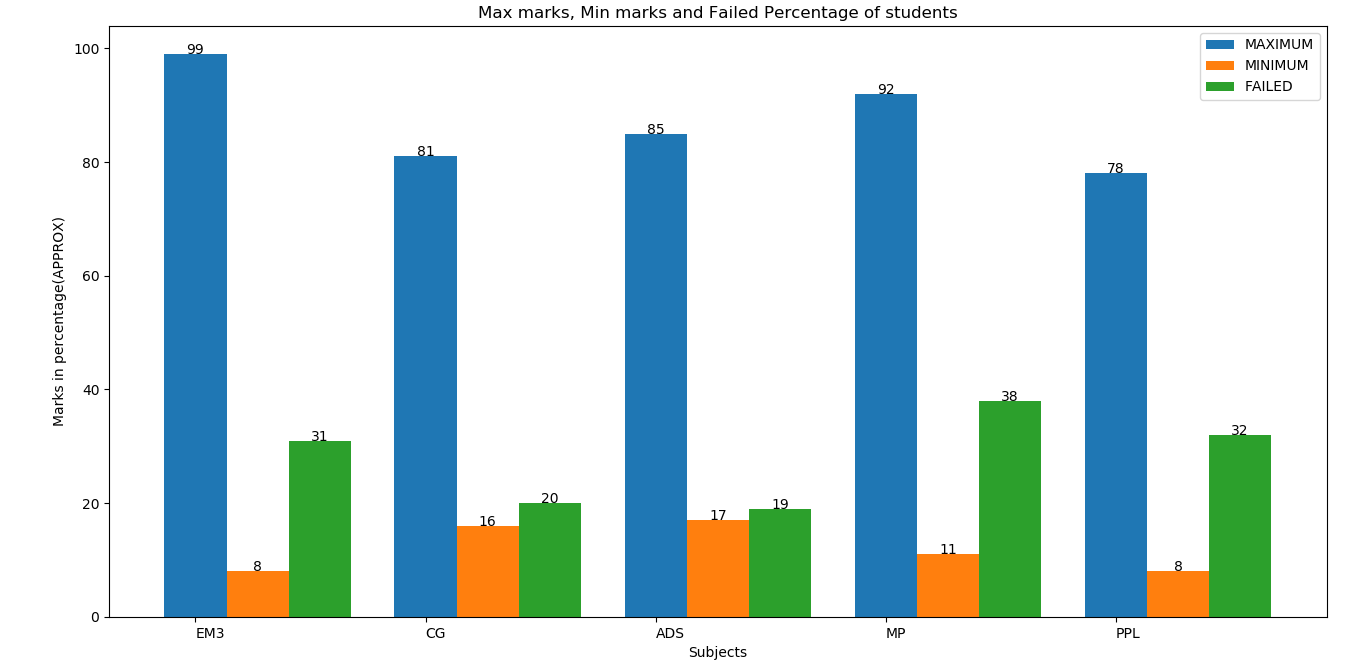 Max marks, Min marks and Failed Percentage of students
MAXIMUM
MINIMUM
FAILED
Marks in percentage(APPROX)
100
80
60
40
20
0
99
8
31
81
16
20
85
17
19
92
11
38
78
8
32
EM3
CG
ADS
MP
PPL
Subjects